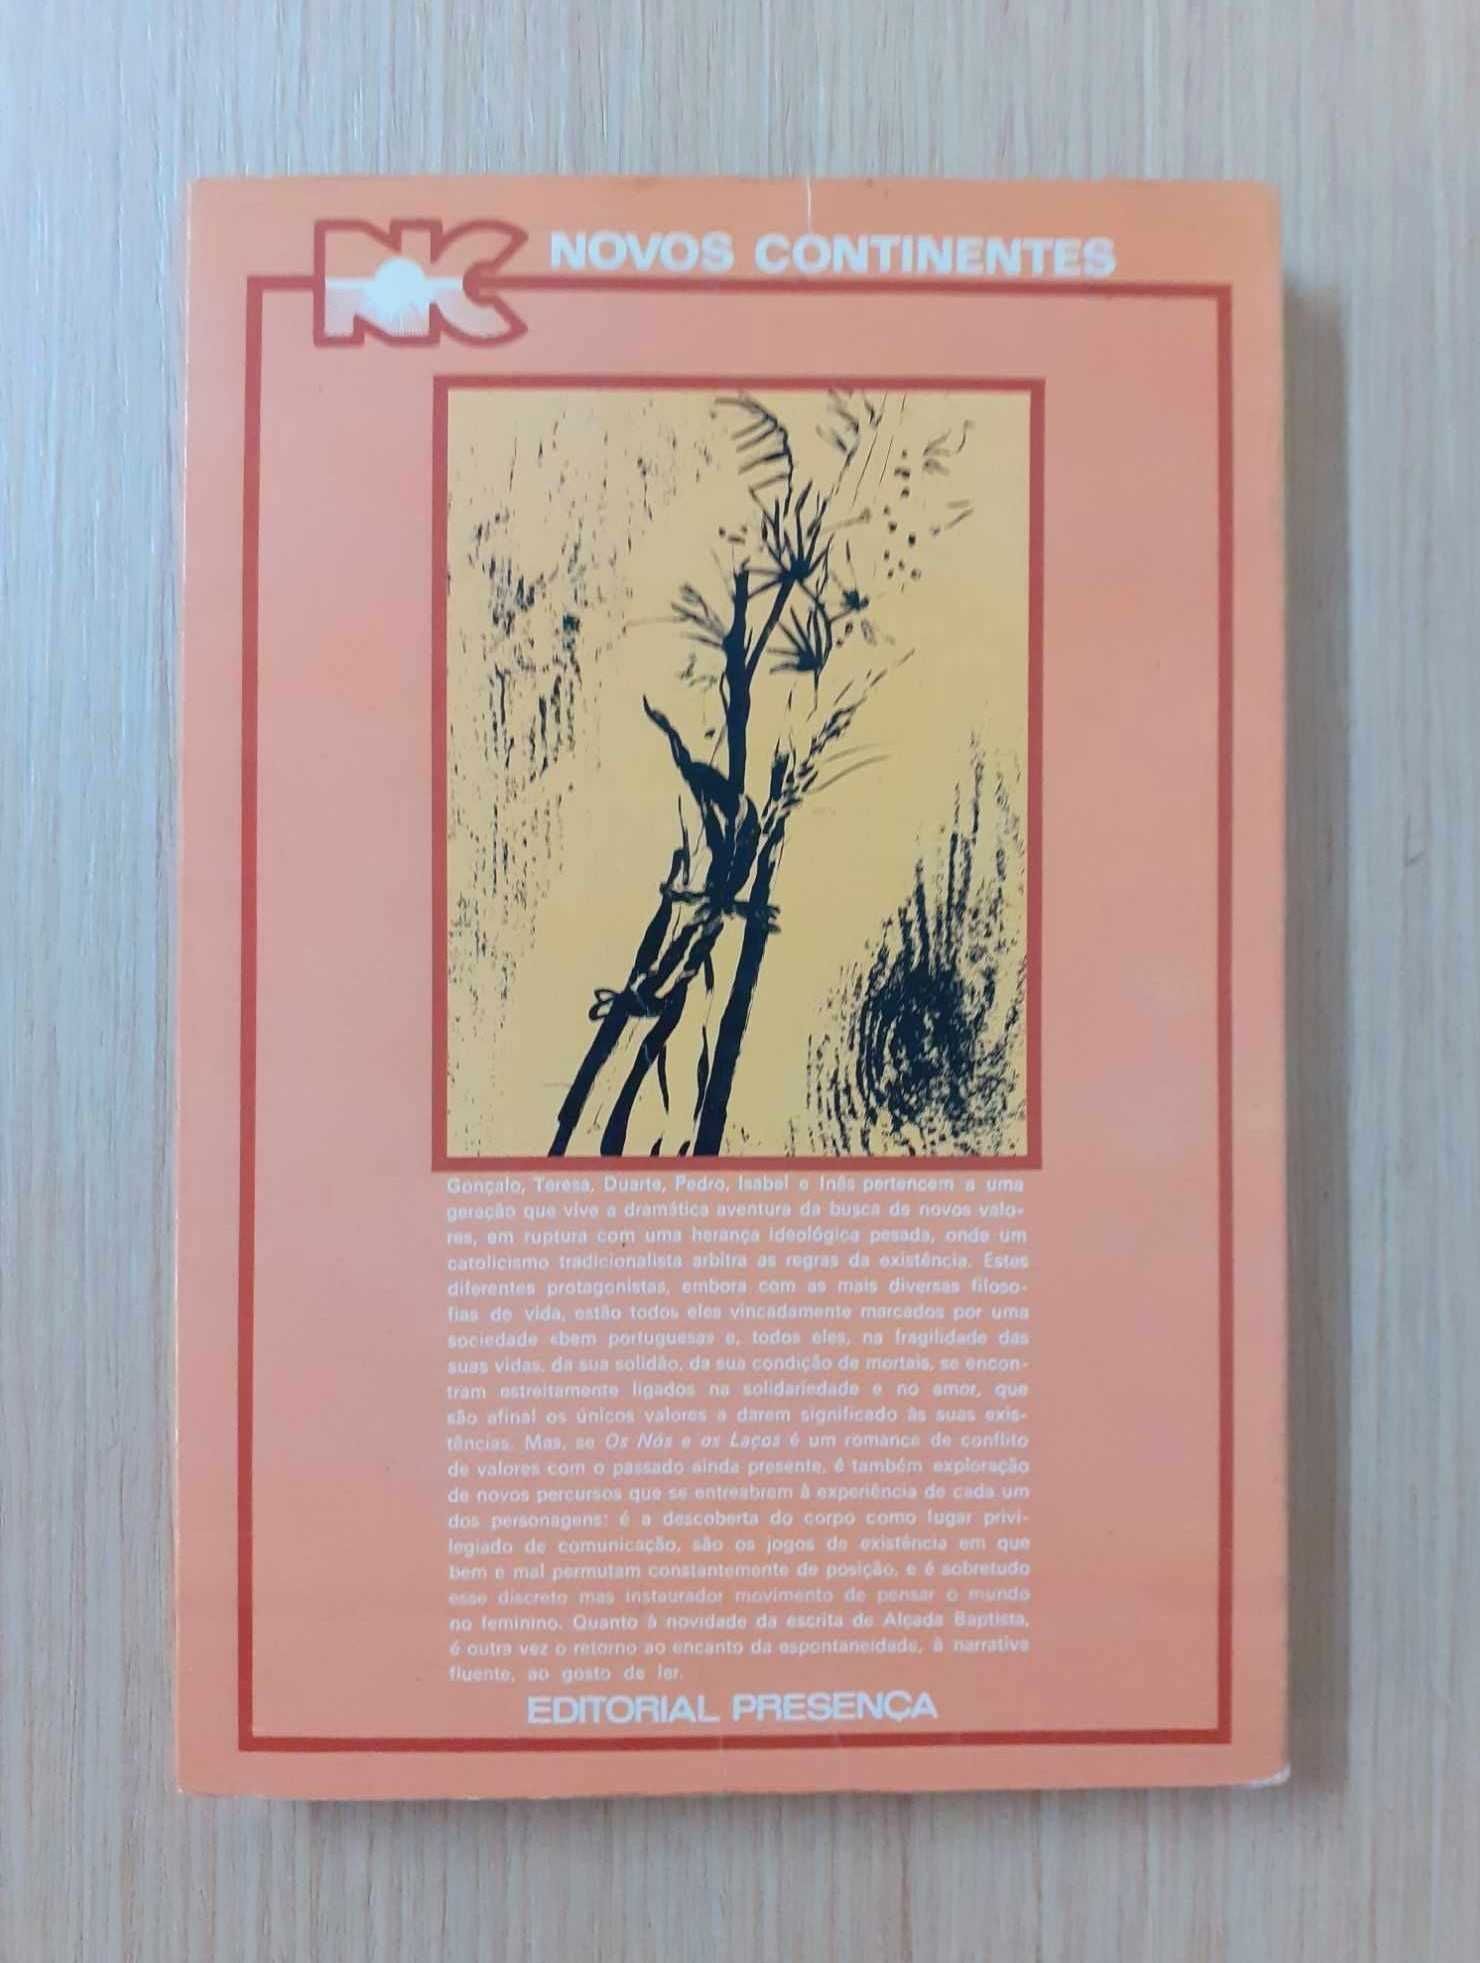 NC NOVOS CONTINENTES
Gonçalo, Teresa, Duarte, Pedro, Isabel e Inês pertencem a uma
geração que vive a dramática aventura da busca de novos valo-
res, em ruptura com uma herança ideológica pesada, onde um
catolicismo tradicionalista arbitra as regras da existência. Estes
diferentes protagonistas, embora com as mais diversas filoso-
fias de vida, estão todos eles vincadamente marcados por uma
sociedade «bem portuguesa» e, todos eles, na fragilidade das
suas vidas, da sua solidão, da sua condição de mortais, se encon-
tram estreitamente ligados na solidariedade e no amor, que
são afinal os únicos valores a darem significado às suas exis-
tências. Mas, se Os Nós e os Laços é um romance de conflito
de valores com o passado ainda presente, é também exploração
de novos percursos que se entreabrem à experiência de cada um
dos personagens: é a descoberta do corpo como lugar privi-
legiado de comunicação, são os jogos de existência em que
bem e mal permutam constantemente de posição, e é sobretudo
esse discreto mas instaurador movimento de pensar o mundo
no feminino. Quanto à novidade da escrita de Alçada Baptista,
é outra vez o retorno ao encanto da espontaneidade, à narrativa
fluente, ao gosto de ler.
EDITORIAL PRESENÇA